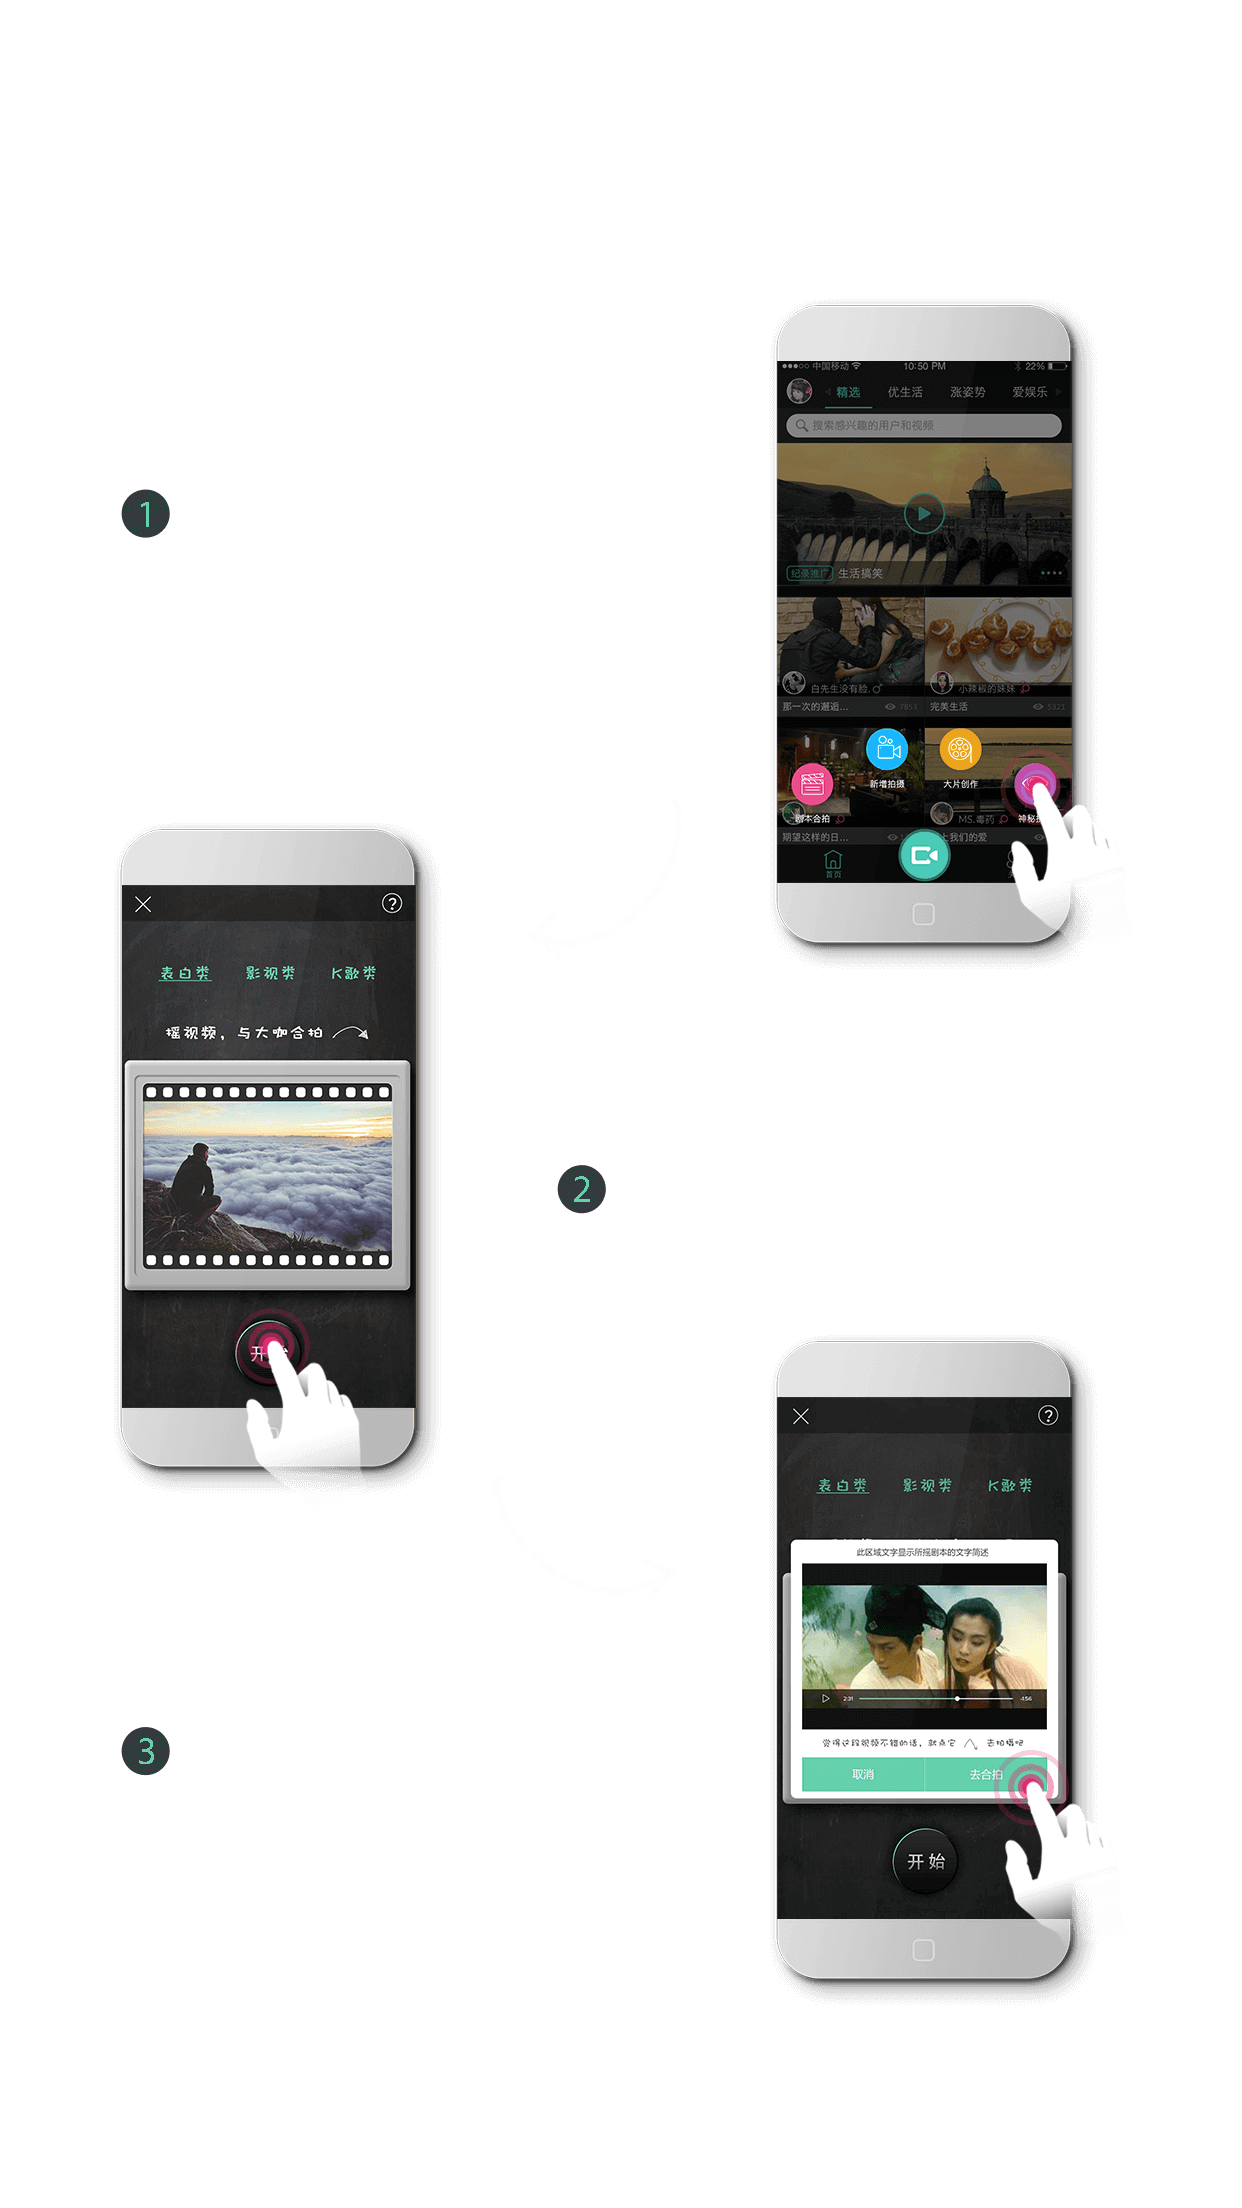 中国移动 10:50 PM 22%
精选 优生活 涨姿势 爱娱乐
搜索感兴趣的用户和视频
1
纪录推广 生活搞笑
白先生没有脸. 小辣椒的妹妹
那一次的邂逅... 7853 完美生活 5321
新增拍摄 大片创作
剧本合拍 MS.毒药 神秘
期望这样的日... 我们的爱
首页
表白类 影视类 K歌类
摇视频，与大咖合拍
2
开始
表白类 影视类 K歌类
此区域文字显示所摇剧本的文字简述
2:31 -1:56
觉得这段视频不错的话，就点它 去拍摄吧
3
取消 去合拍
开始